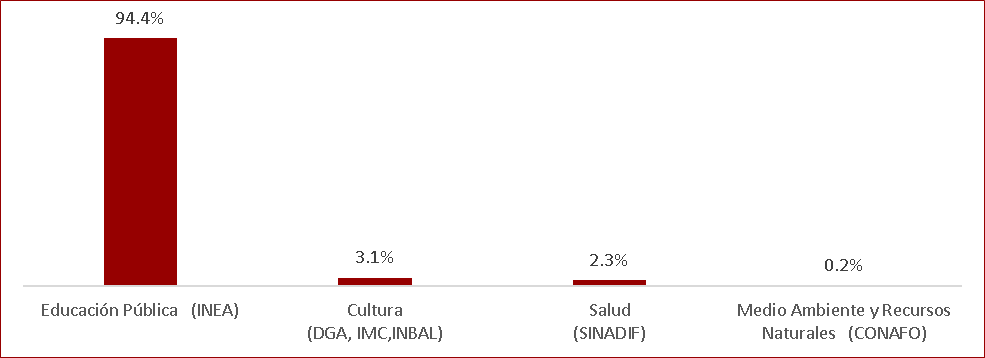 94.4%
3.1%
2.3%
0.2%
Educación Pública (INEA)
Cultura
(DGA, IMC,INBAL)
Salud
(SINADIF)
Medio Ambiente y Recursos
Naturales (CONAFO)